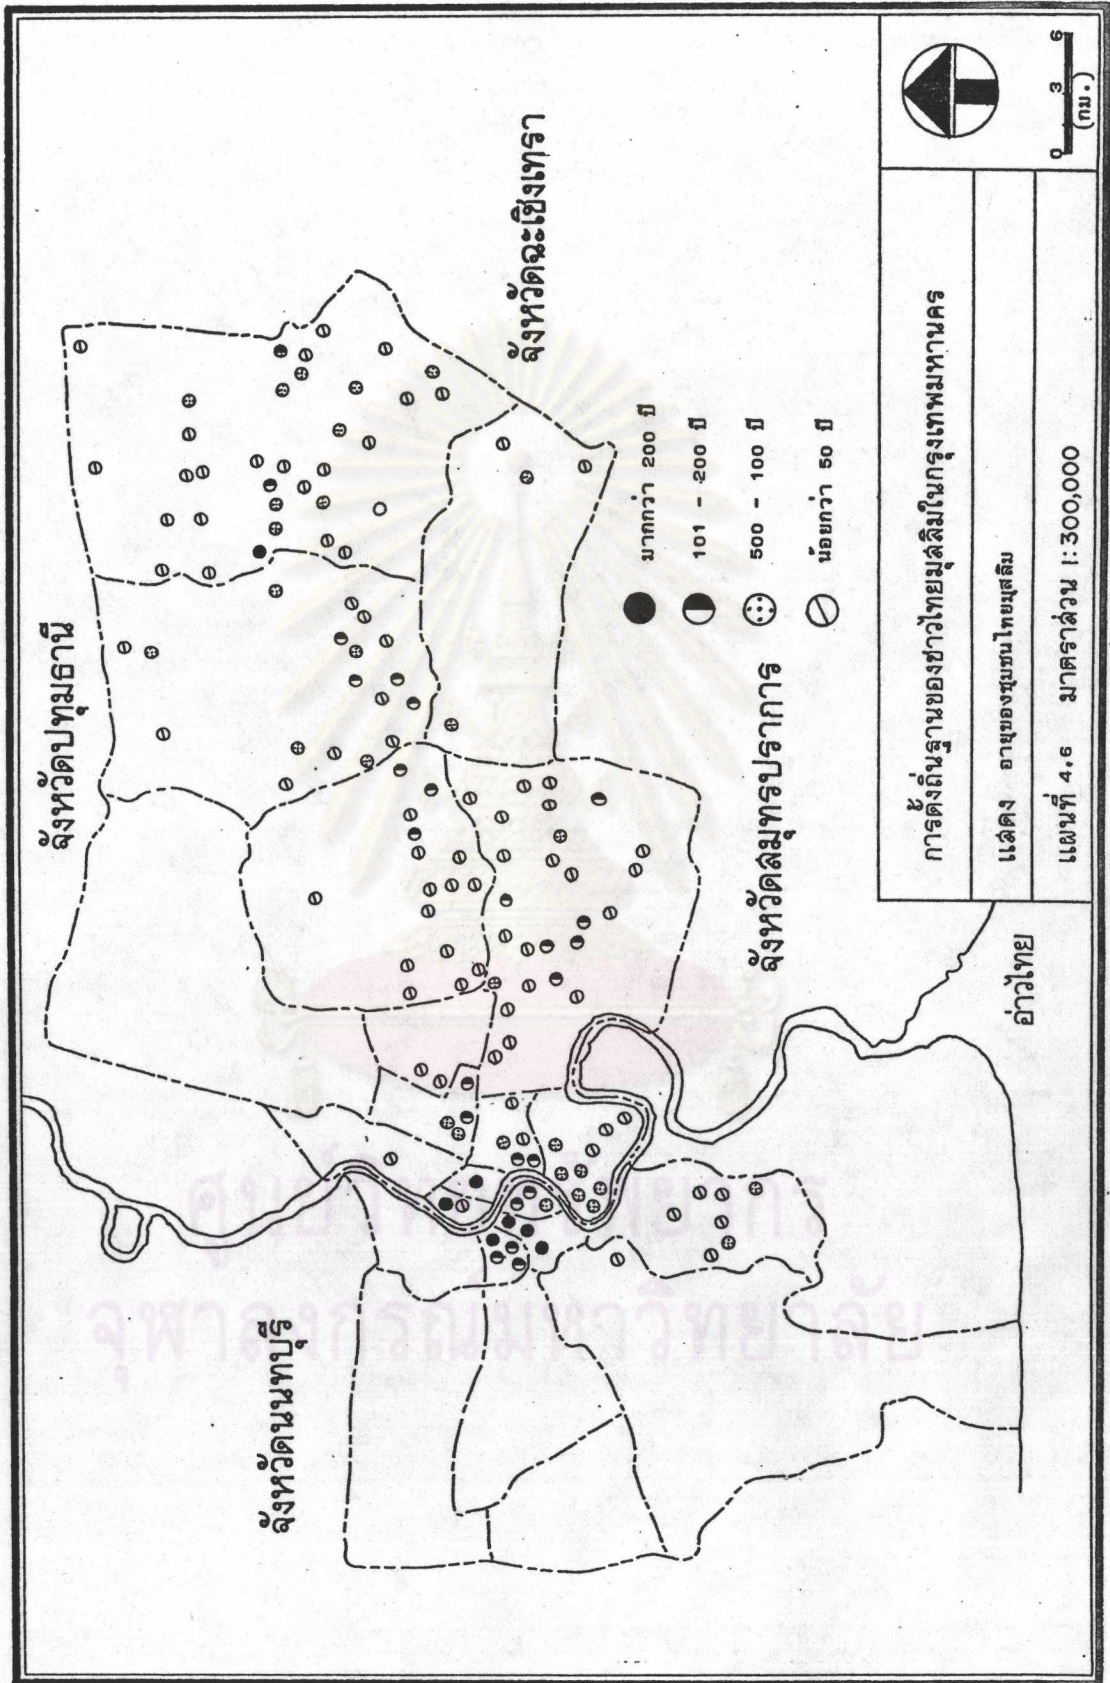 จังหวัดปทุมธานี
จังหวัดนนทบุรี
จังหวัดฉะเชิงเทรา
จังหวัดสมุทรปราการ
อ่าวไทย
มากกว่า 200 ปี
101 - 200 ปี
500 - 100 ปี
น้อยกว่า 50 ปี
การตั้งถิ่นฐานของชาวไทยมุสลิมในกรุงเทพมหานคร
แสดง อายุของชุมชนไทยมุสลิม
แผนที่ 4.6 มาตราส่วน 1:300,000
0 3 6
(กม.)
ศูนย์วิทยทรัพยากร
จุฬาลงกรณ์มหาวิทยาลัย